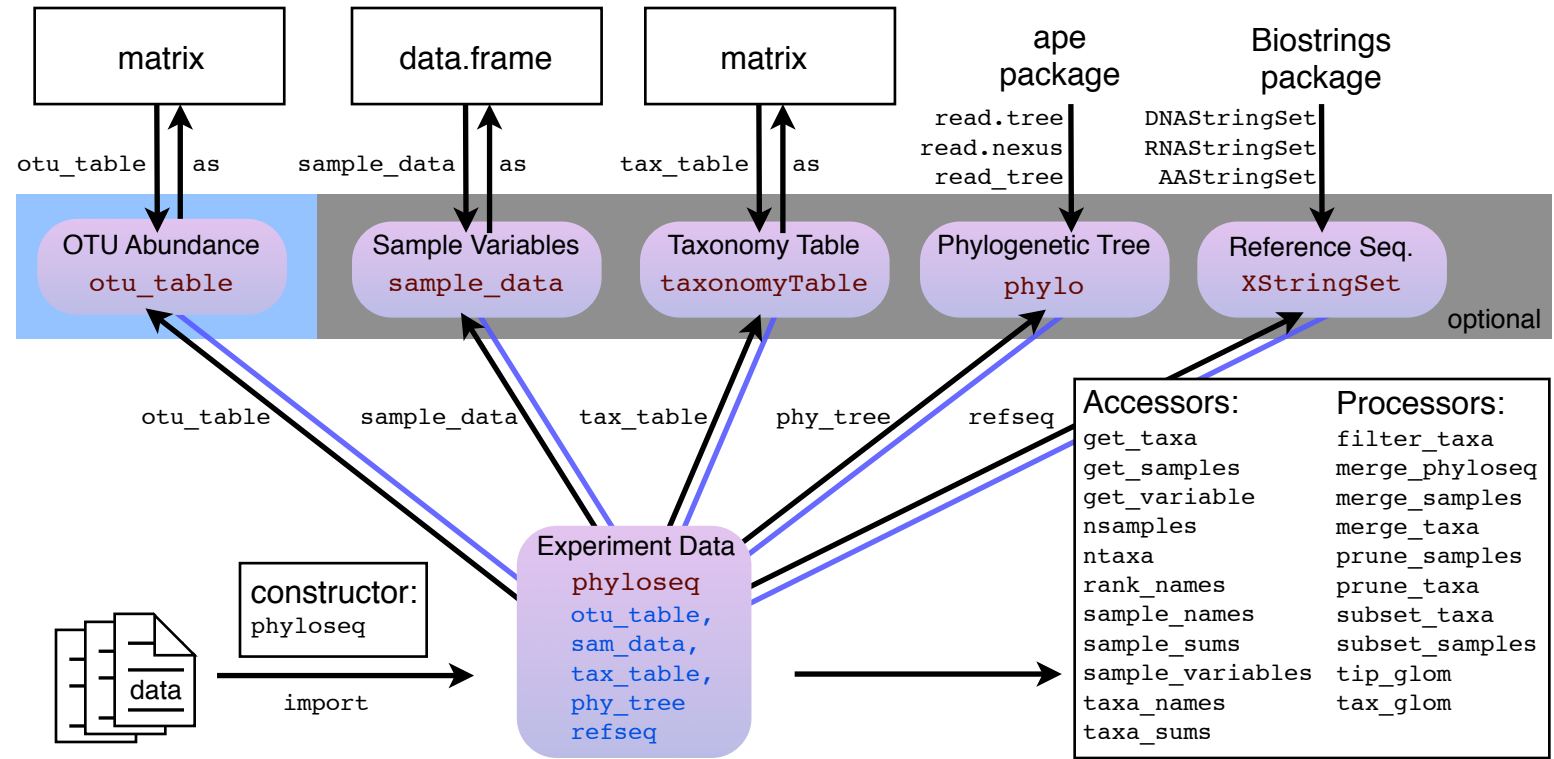 matrix
data.frame
matrix
ape
package
Biostrings
package
otu_table
as
sample_data
as
tax_table
as
read.tree
read.nexus
read_tree
DNAStringSet
RNAStringSet
AAStringSet
OTU Abundance
otu_table
Sample Variables
sample_data
Taxonomy Table
taxonomyTable
Phylogenetic Tree
phylo
Reference Seq.
XStringSet
optional
otu_table
sample_data
tax_table
phy_tree
refseq
Experiment Data
phyloseq
otu_table,
sam_data,
tax_table,
phy_tree
refseq
constructor:
phyloseq
data
import
Accessors:
get_taxa
get_samples
get_variable
nsamples
ntaxa
rank_names
sample_names
sample_sums
sample_variables
taxa_names
taxa_sums
Processors:
filter_taxa
merge_phyloseq
merge_samples
merge_taxa
prune_samples
prune_taxa
subset_taxa
subset_samples
tip_glom
tax_glom